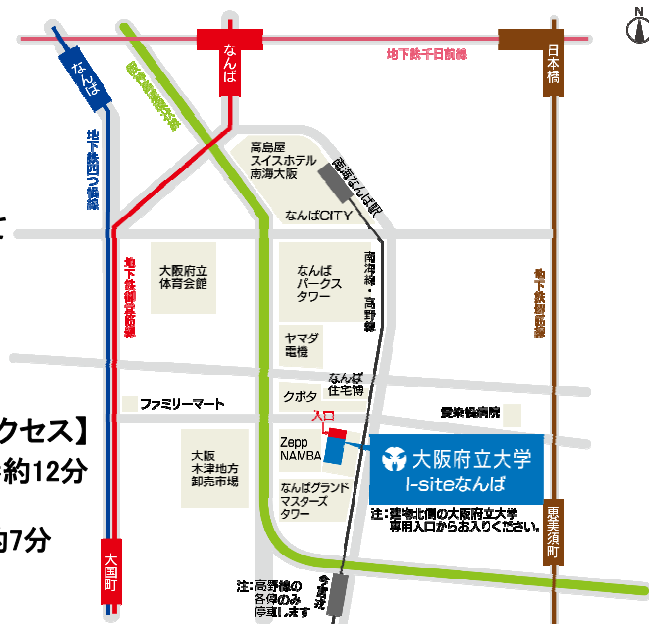 N
なんば
なんば
日本橋
地下鉄千日前線
地下鉄四つ橋線
高島屋
スイスホテル
南海大阪
南海なんば駅
なんばCITY
て
地下鉄御堂筋線
大阪府立
体育会館
なんば
パークス
タワー
南海線・高野線
地下鉄堺筋線
ヤマダ
電機
なんば
住宅博
クボタ
ファミリーマート
入口
愛染橋病院
クセス】
約12分
約7分
大阪
木津地方
卸売市場
Zepp
NAMBA
大阪府立大学
I-siteなんば
なんばグランド
マスターズ
タワー
注:建物北側の大阪府立大学
専用入口からお入りください。
大国町
恵美須町
今宮戎
注:高野線の
各停のみ
停車します